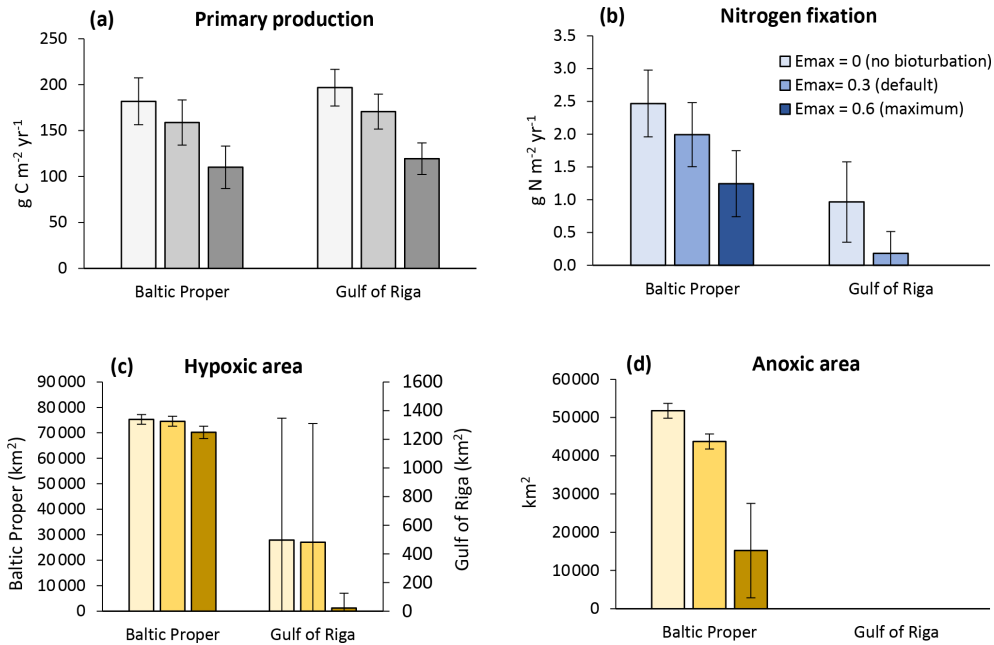 (a) Primary production
250
200
150
100
50
0
g C m⁻² yr⁻¹
Baltic Proper Gulf of Riga
(b) Nitrogen fixation
3.5
3.0
2.5
2.0
1.5
1.0
0.5
0.0
g N m⁻² yr⁻¹
Emax = 0 (no bioturbation)
Emax= 0.3 (default)
Emax = 0.6 (maximum)
Baltic Proper Gulf of Riga
(c) Hypoxic area
90 000
80 000
70 000
60 000
50 000
40 000
30 000
20 000
10 000
0
Baltic Proper (km²)
1600
1400
1200
1000
800
600
400
200
0
Gulf of Riga (km²)
Baltic Proper Gulf of Riga
(d) Anoxic area
60000
50000
40000
30000
20000
10000
0
km²
Baltic Proper Gulf of Riga